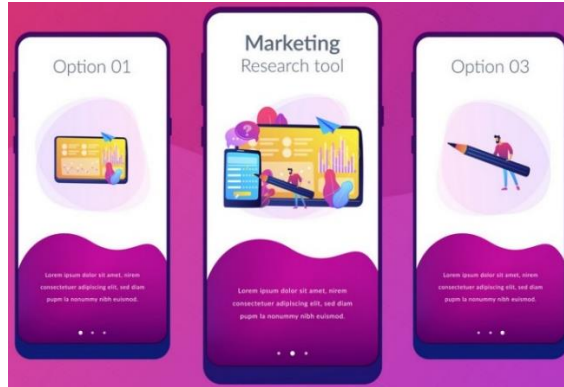 Option 01
Lorem ipsum dolor sit amet, nirem
consectetuer adipiscing elit, sed diam
pupm la nonummy nibh euismod.
Marketing
Research tool
?
Lorem ipsum dolor sit amet, nirem
consectetuer adipiscing elit, sed diam
pupm la nonummy nibh euismod.
Option 03
Lorem ipsum dolor sit amet, nirem
consectetuer adipiscing elit, sed diam
pupm la nonummy nibh euismod.